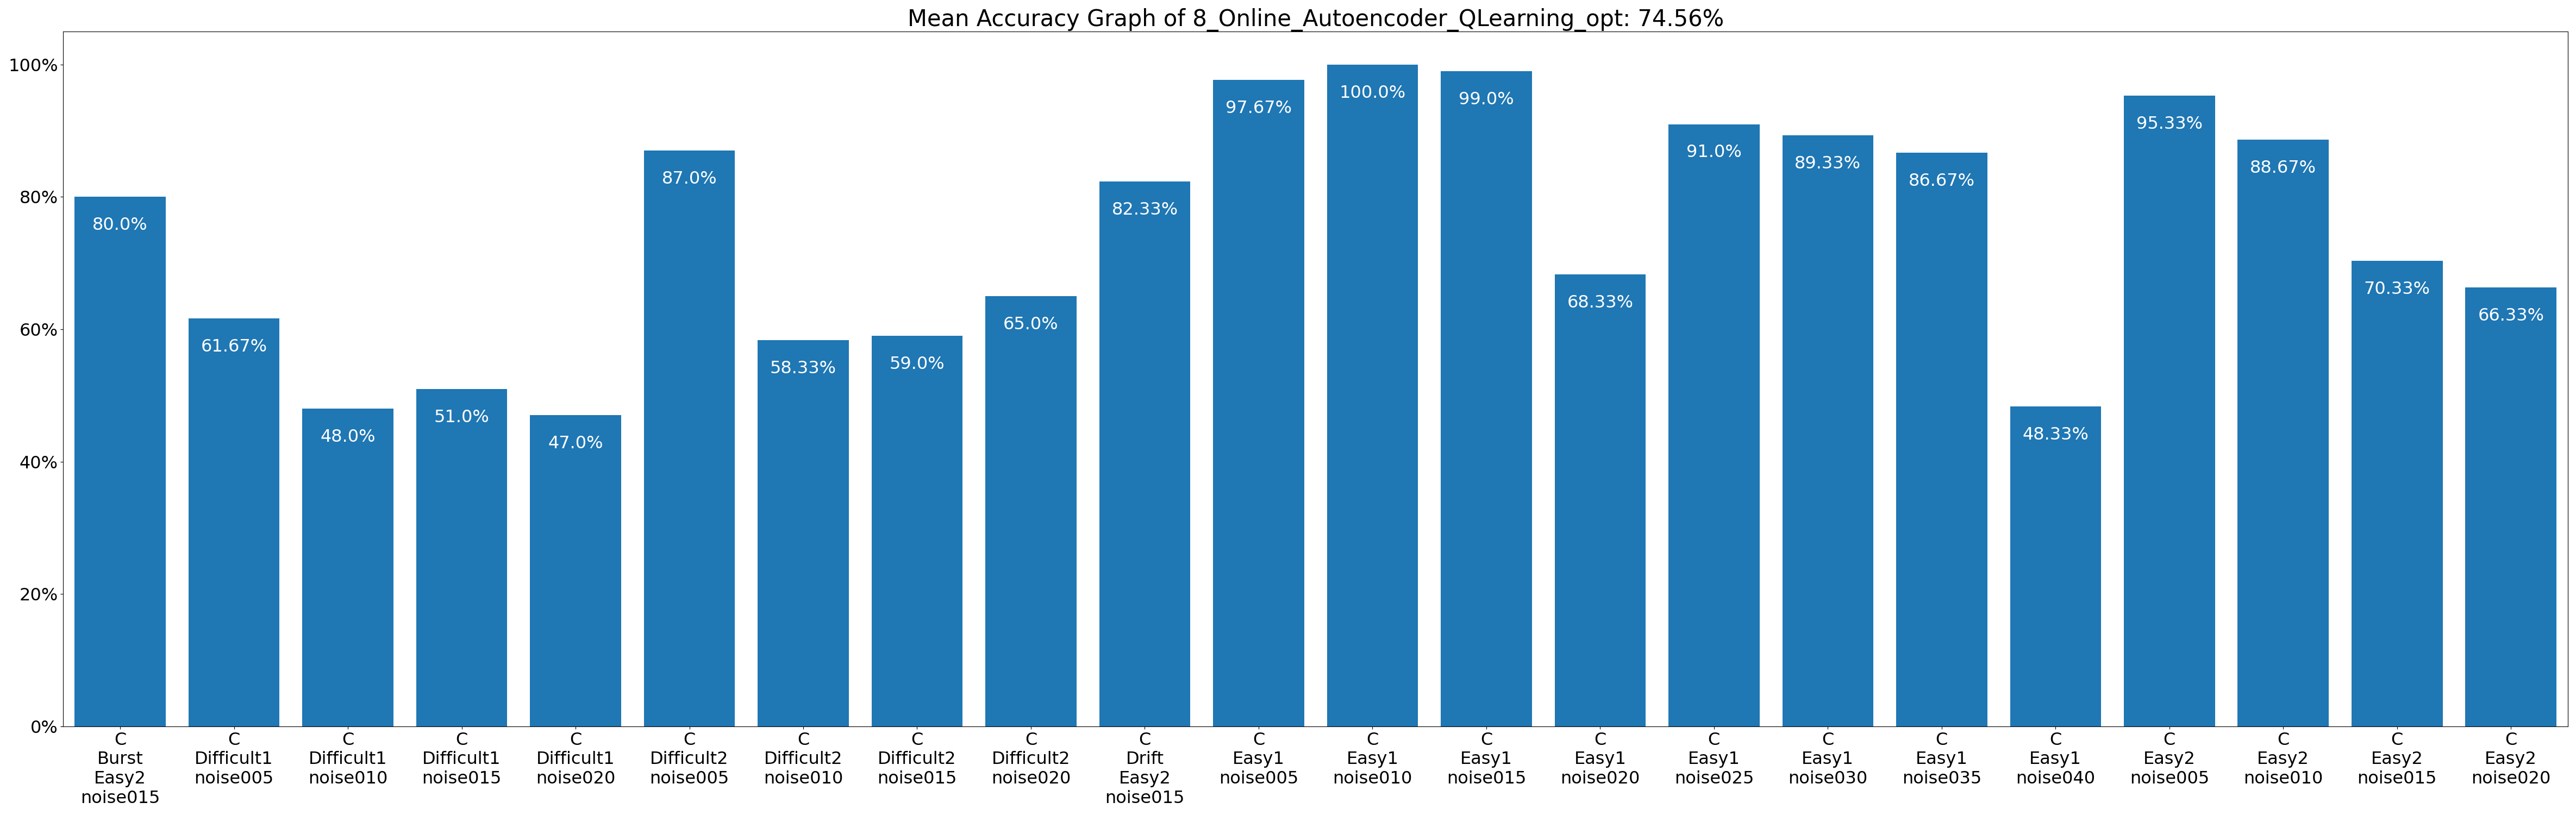 Mean Accuracy Graph of 8_Online_Autoencoder_QLearning_opt: 74.56%
100%
80%
60%
40%
20%
0%
80.0%
61.67%
48.0%
51.0%
47.0%
87.0%
58.33%
59.0%
65.0%
82.33%
97.67%
100.0%
99.0%
68.33%
91.0%
89.33%
86.67%
48.33%
95.33%
88.67%
70.33%
66.33%
C
Burst
Easy2
noise015
C
Difficult1
noise005
C
Difficult1
noise010
C
Difficult1
noise015
C
Difficult1
noise020
C
Difficult2
noise005
C
Difficult2
noise010
C
Difficult2
noise015
C
Difficult2
noise020
C
Drift
Easy2
noise015
C
Easy1
noise005
C
Easy1
noise010
C
Easy1
noise015
C
Easy1
noise020
C
Easy1
noise025
C
Easy1
noise030
C
Easy1
noise035
C
Easy1
noise040
C
Easy2
noise005
C
Easy2
noise010
C
Easy2
noise015
C
Easy2
noise020